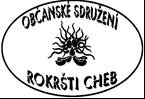 OBČANSKÉ SDRUŽENÍ
ROKRŠTI CHEB